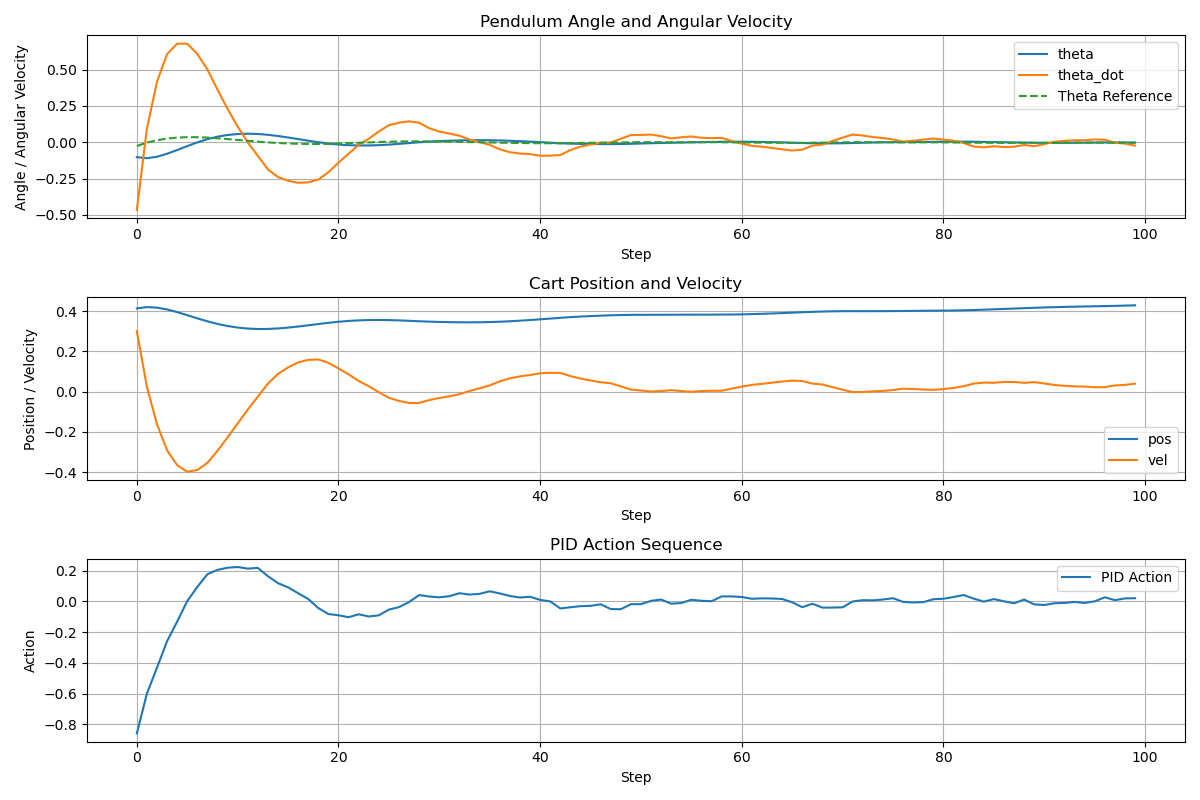 Pendulum Angle and Angular Velocity
Angle / Angular Velocity
0.50
0.25
0.00
−0.25
−0.50
theta
theta_dot
Theta Reference
0 20 40 60 80 100
Step
Cart Position and Velocity
Position / Velocity
0.4
0.2
0.0
−0.2
−0.4
pos
vel
0 20 40 60 80 100
Step
PID Action Sequence
Action
0.2
0.0
−0.2
−0.4
−0.6
−0.8
PID Action
0 20 40 60 80 100
Step